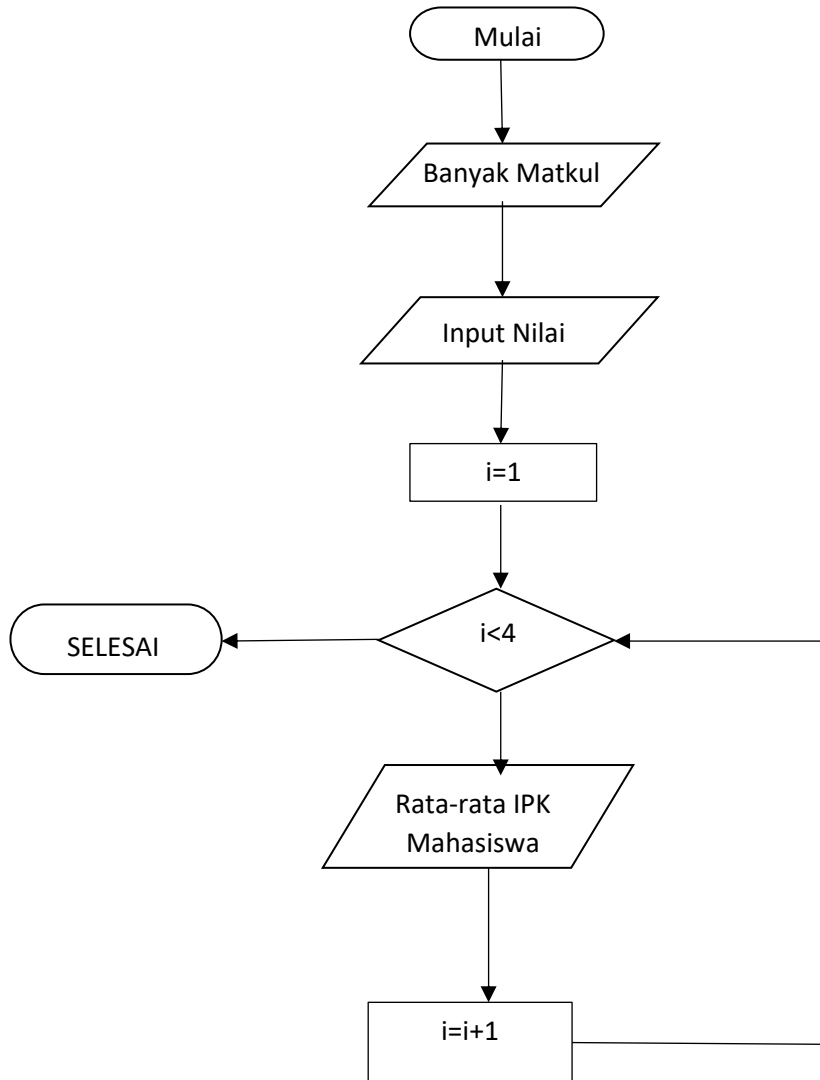 Mulai
Banyak Matkul
Input Nilai
i=1
i<4
SELESAI
Rata-rata IPK
Mahasiswa
i=i+1